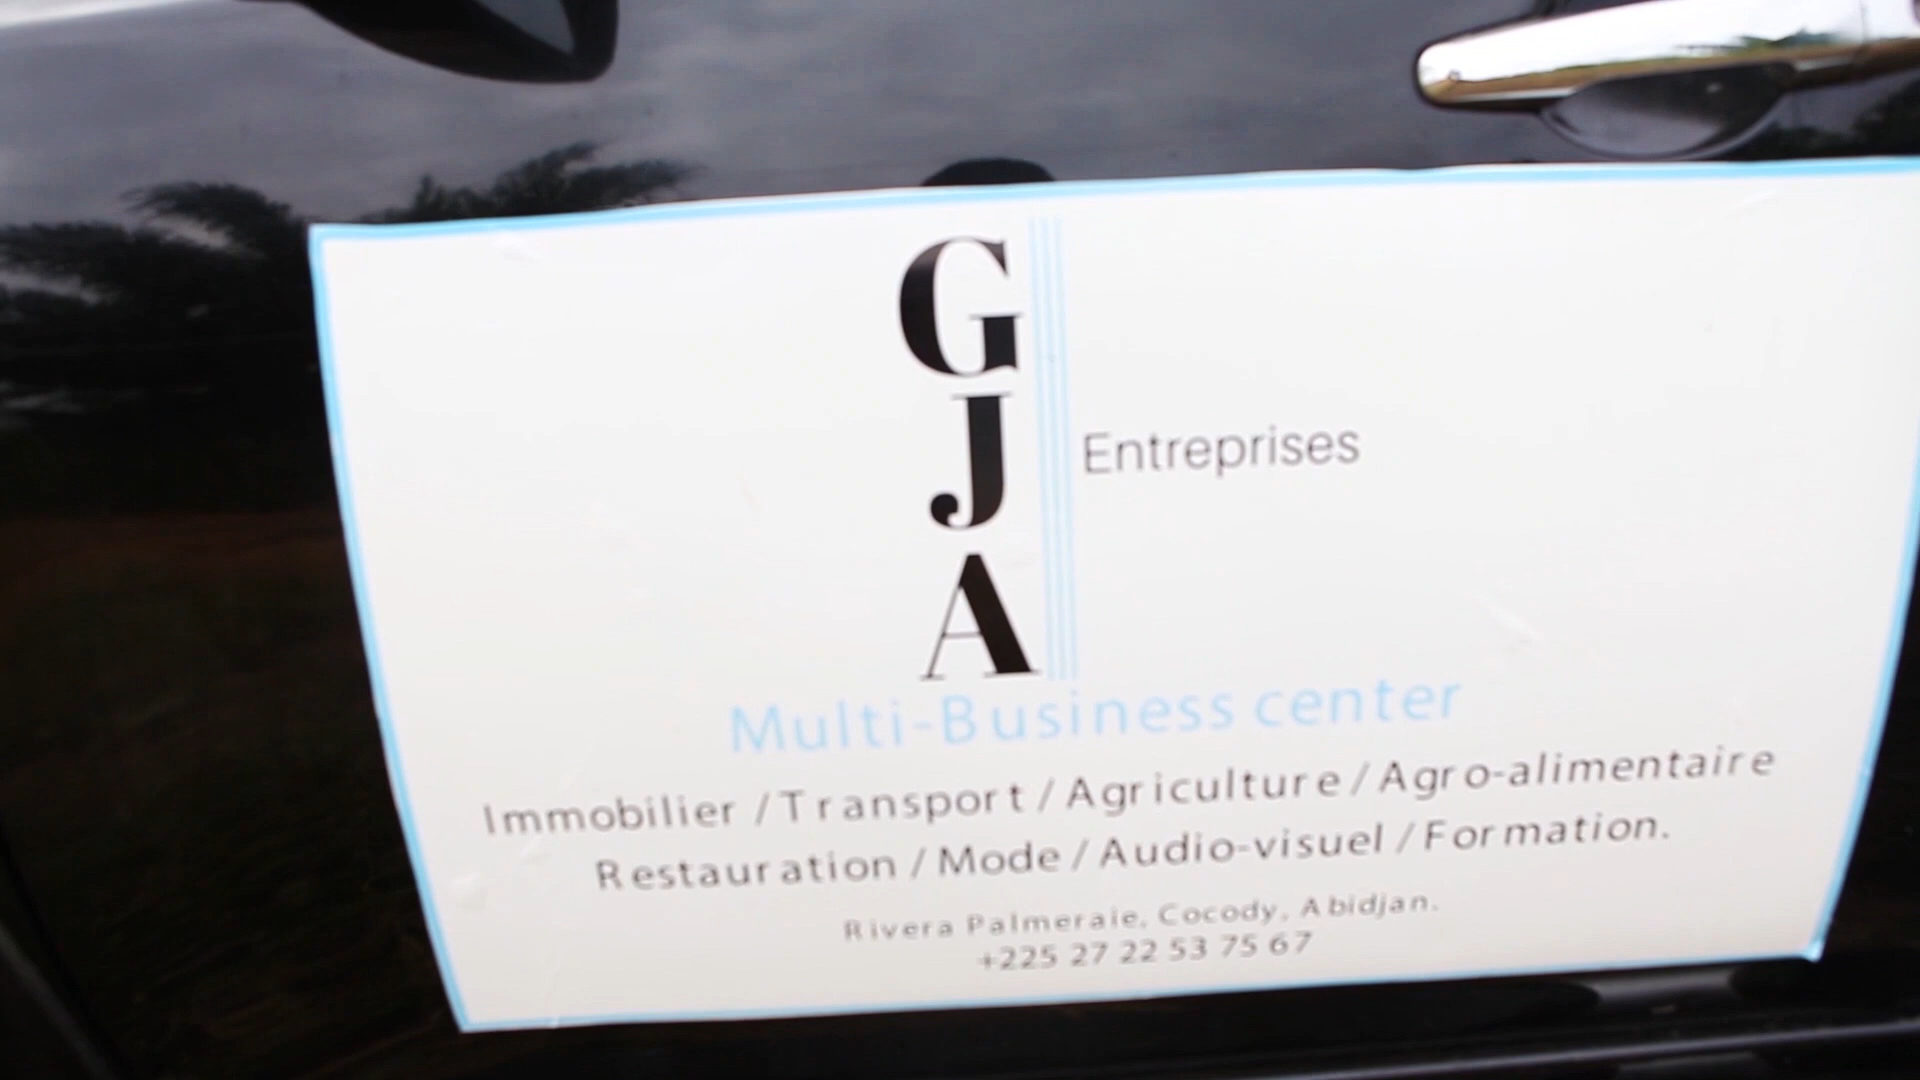 G
J
A
Entreprises
Multi-Business center
Immobilier / Transport / Agriculture / Agro-alimentaire
Restauration / Mode / Audio-visuel / Formation.
Rivera Palmeraie, Cocody, Abidjan.
+225 27 22 53 75 67